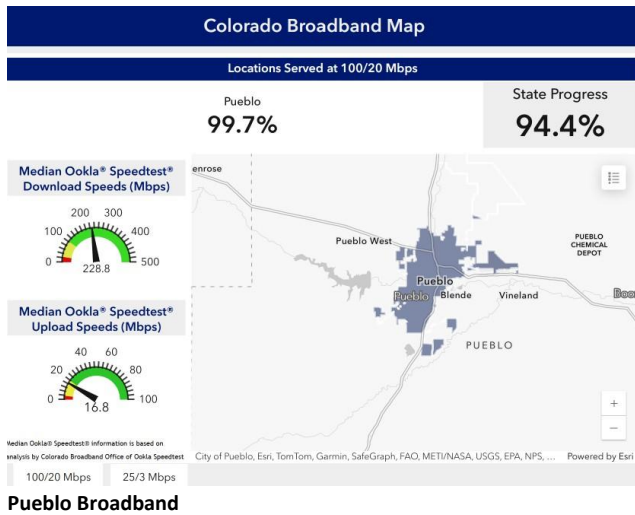 Colorado Broadband Map
Locations Served at 100/20 Mbps
Pueblo
99.7%
State Progress
94.4%
Median Ookla® Speedtest®
Download Speeds (Mbps)
0
100
200
300
400
500
228.8
Median Ookla® Speedtest®
Upload Speeds (Mbps)
0
20
40
60
80
100
16.8
Median Ookla® Speedtest® information is based on
analysis by Colorado Broadband Office of Ookla Speedtest
enrose
Pueblo West
PUEBLO
CHEMICAL
DEPOT
Pueblo
Pueblo
Blende
Vineland
Boo
PUEBLO
+
−
City of Pueblo, Esri, TomTom, Garmin, SafeGraph, FAO, METI/NASA, USGS, EPA, NPS, ... Powered by Esri
100/20 Mbps 25/3 Mbps
Pueblo Broadband